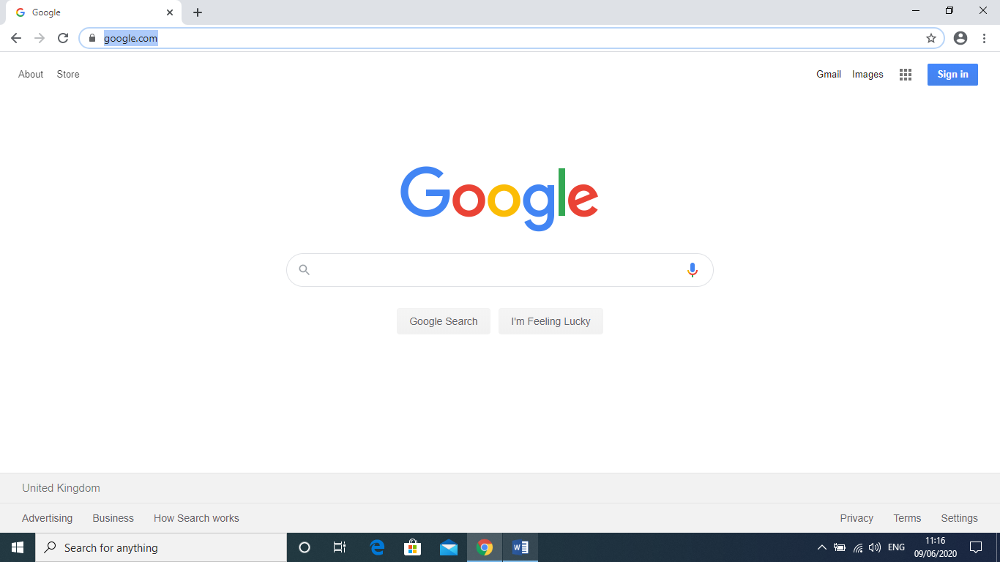 Google
google.com
About Store Gmail Images Sign in
Google
Google Search I'm Feeling Lucky
United Kingdom
Advertising Business How Search works Privacy Terms Settings
Search for anything ENG 11:16
09/06/2020